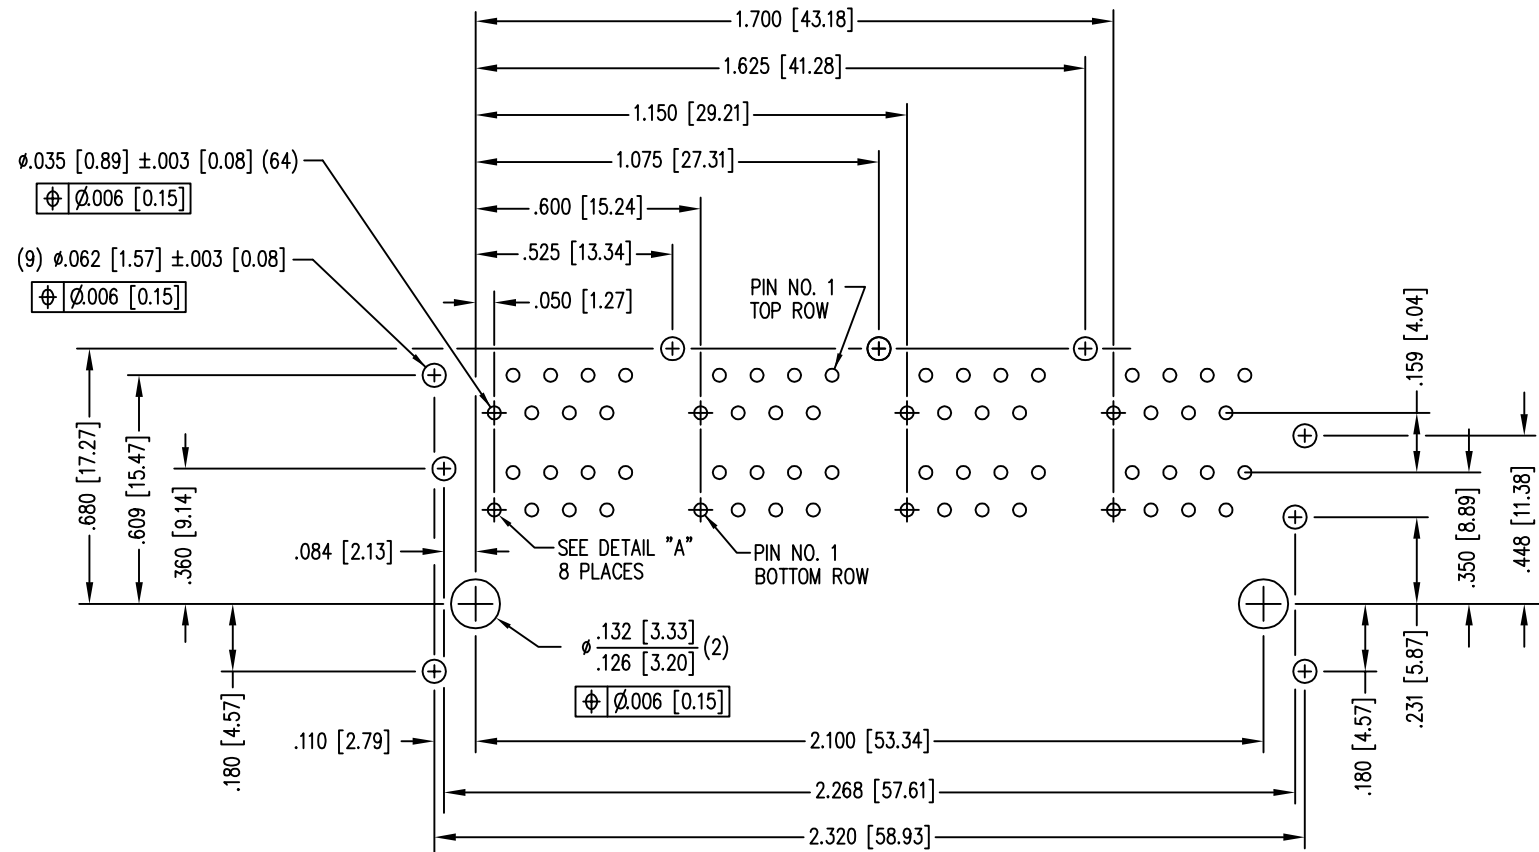 1.700 [43.18]
1.625 [41.28]
1.150 [29.21]
1.075 [27.31]
ø.035 [0.89] ±.003 [0.08] (64)
⌖ Ø.006 [0.15]
.600 [15.24]
(9) ø.062 [1.57] ±.003 [0.08]
⌖ Ø.006 [0.15]
.525 [13.34]
.050 [1.27]
PIN NO. 1
TOP ROW
.159 [4.04]
.680 [17.27]
.609 [15.47]
.360 [9.14]
.350 [8.89]
.448 [11.38]
.084 [2.13]
SEE DETAIL "A"
8 PLACES
PIN NO. 1
BOTTOM ROW
ø .132 [3.33]
.126 [3.20] (2)
⌖ Ø.006 [0.15]
.231 [5.87]
.180 [4.57]
.180 [4.57]
.110 [2.79]
2.100 [53.34]
2.268 [57.61]
2.320 [58.93]